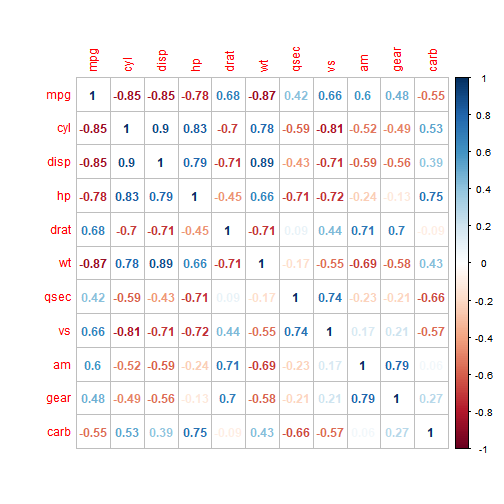 mpg cyl disp hp drat wt qsec vs am gear carb
mpg 1 -0.85 -0.85 -0.78 0.68 -0.87 0.42 0.66 0.6 0.48 -0.55
cyl -0.85 1 0.9 0.83 -0.7 0.78 -0.59 -0.81 -0.52 -0.49 0.53
disp -0.85 0.9 1 0.79 -0.71 0.89 -0.43 -0.71 -0.59 -0.56 0.39
hp -0.78 0.83 0.79 1 -0.45 0.66 -0.71 -0.72 -0.24 -0.13 0.75
drat 0.68 -0.7 -0.71 -0.45 1 -0.71 0.09 0.44 0.71 0.7 -0.09
wt -0.87 0.78 0.89 0.66 -0.71 1 -0.17 -0.55 -0.69 -0.58 0.43
qsec 0.42 -0.59 -0.43 -0.71 0.09 -0.17 1 0.74 -0.23 -0.21 -0.66
vs 0.66 -0.81 -0.71 -0.72 0.44 -0.55 0.74 1 0.17 0.21 -0.57
am 0.6 -0.52 -0.59 -0.24 0.71 -0.69 -0.23 0.17 1 0.79 0.06
gear 0.48 -0.49 -0.56 -0.13 0.7 -0.58 -0.21 0.21 0.79 1 0.27
carb -0.55 0.53 0.39 0.75 -0.09 0.43 -0.66 -0.57 0.06 0.27 1
1
0.8
0.6
0.4
0.2
0
-0.2
-0.4
-0.6
-0.8
-1